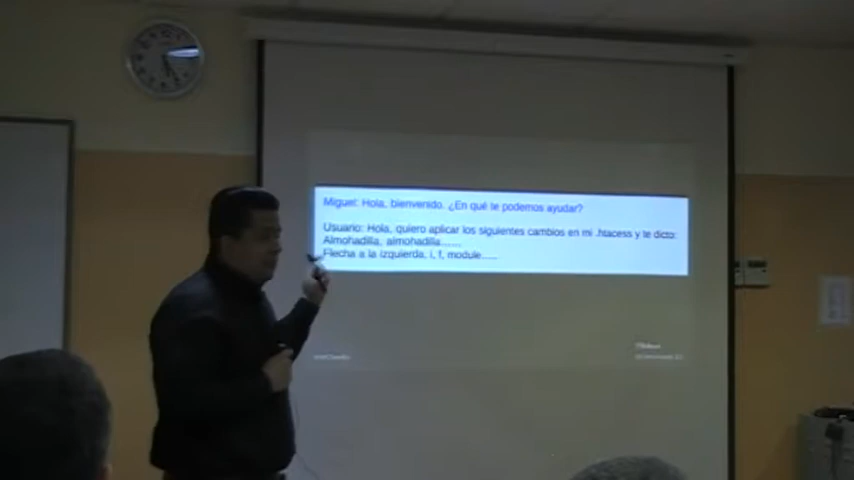 Miguel: Hola, bienvenido. ¿En qué te podemos ayudar?
Usuario: Hola, quiero aplicar los siguientes cambios en mi .htacess y te dicto:
Almohadilla, almohadilla......
Flecha a la izquierda, i, f, module.....